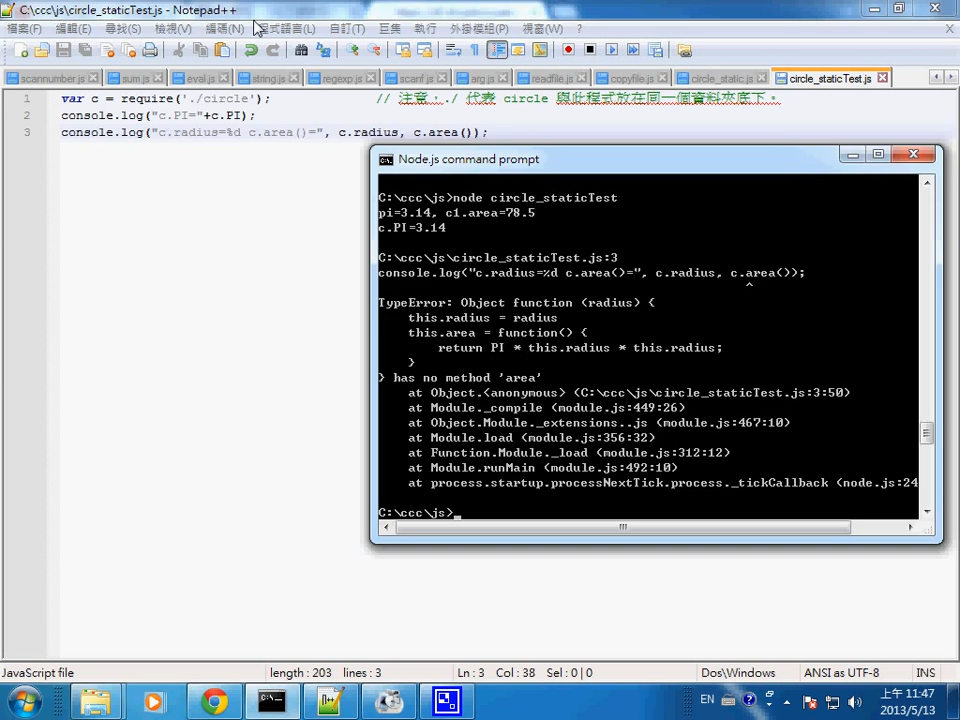 C:\ccc\js\circle_staticTest.js - Notepad++
檔案(F) 編輯(E) 尋找(S) 檢視(V) 編碼(N) 程式語言(L) 自訂(T) 巨集 執行 外掛模組(P) 視窗(W) ? X
scannumber.js sum.js eval.js string.js regexp.js scanf.js arg.js readfile.js copyfile.js circle_static.js circle_staticTest.js
1 var c = require('./circle'); // 注意，./ 代表 circle 與此程式放在同一個資料夾底下。
2 console.log("c.PI="+c.PI);
3 console.log("c.radius=%d c.area()=", c.radius, c.area());
Node.js command prompt
C:\ccc\js>node circle_staticTest
pi=3.14, c1.area=78.5
c.PI=3.14
C:\ccc\js\circle_staticTest.js:3
console.log("c.radius=%d c.area()=", c.radius, c.area());
^
TypeError: Object function (radius) {
this.radius = radius
this.area = function() {
return PI * this.radius * this.radius;
}
} has no method 'area'
at Object.<anonymous> (C:\ccc\js\circle_staticTest.js:3:50)
at Module._compile (module.js:449:26)
at Object.Module._extensions..js (module.js:467:10)
at Module.load (module.js:356:32)
at Function.Module._load (module.js:312:12)
at Module.runMain (module.js:492:10)
at process.startup.processNextTick.process._tickCallback (node.js:24
C:\ccc\js>_
JavaScript file length : 203 lines : 3 Ln : 3 Col : 38 Sel : 0 | 0 Dos\Windows ANSI as UTF-8 INS
EN
上午 11:47
2013/5/13